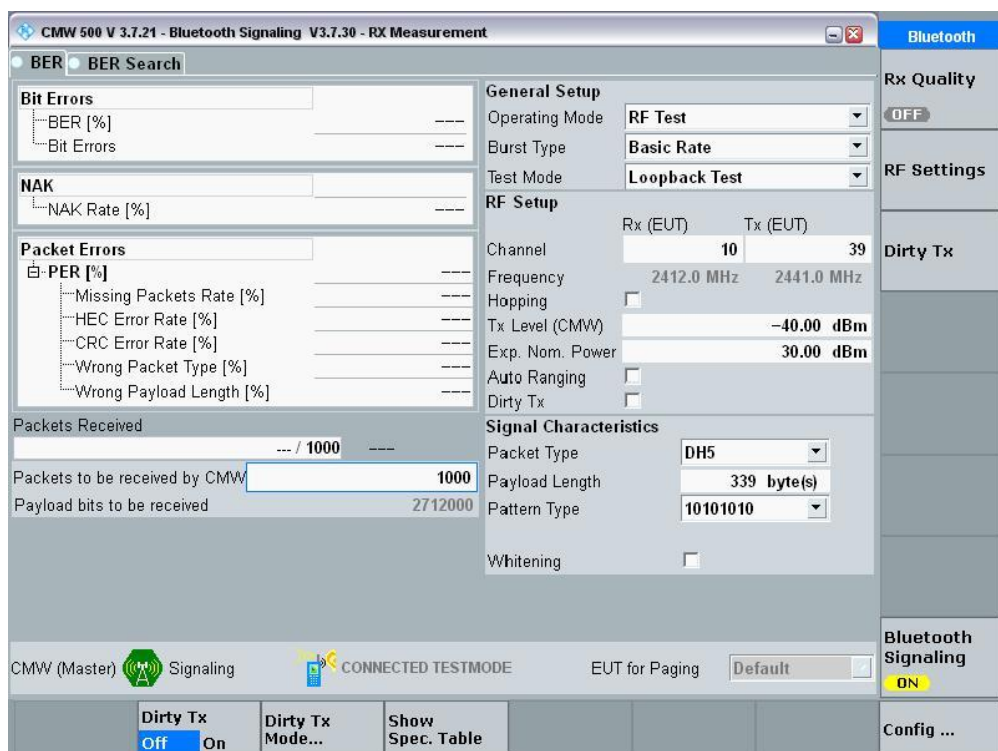 CMW 500 V 3.7.21 - Bluetooth Signaling V3.7.30 - RX Measurement
BER
BER Search
Bit Errors
BER [%] ---
Bit Errors ---
NAK
NAK Rate [%] ---
Packet Errors
PER [%] ---
Missing Packets Rate [%] ---
HEC Error Rate [%] ---
CRC Error Rate [%] ---
Wrong Packet Type [%] ---
Wrong Payload Length [%] ---
Packets Received
--- / 1000 ---
Packets to be received by CMW 1000
Payload bits to be received 2712000
General Setup
Operating Mode RF Test
Burst Type Basic Rate
Test Mode Loopback Test
RF Setup
Rx (EUT) Tx (EUT)
Channel 10 39
Frequency 2412.0 MHz 2441.0 MHz
Hopping
Tx Level (CMW) -40.00 dBm
Exp. Nom. Power 30.00 dBm
Auto Ranging
Dirty Tx
Signal Characteristics
Packet Type DH5
Payload Length 339 byte(s)
Pattern Type 10101010
Whitening
CMW (Master) Signaling CONNECTED TESTMODE EUT for Paging Default
Dirty Tx
Off On
Dirty Tx
Mode...
Show
Spec. Table
Bluetooth
Rx Quality
OFF
RF Settings
Dirty Tx
Bluetooth
Signaling
ON
Config ...